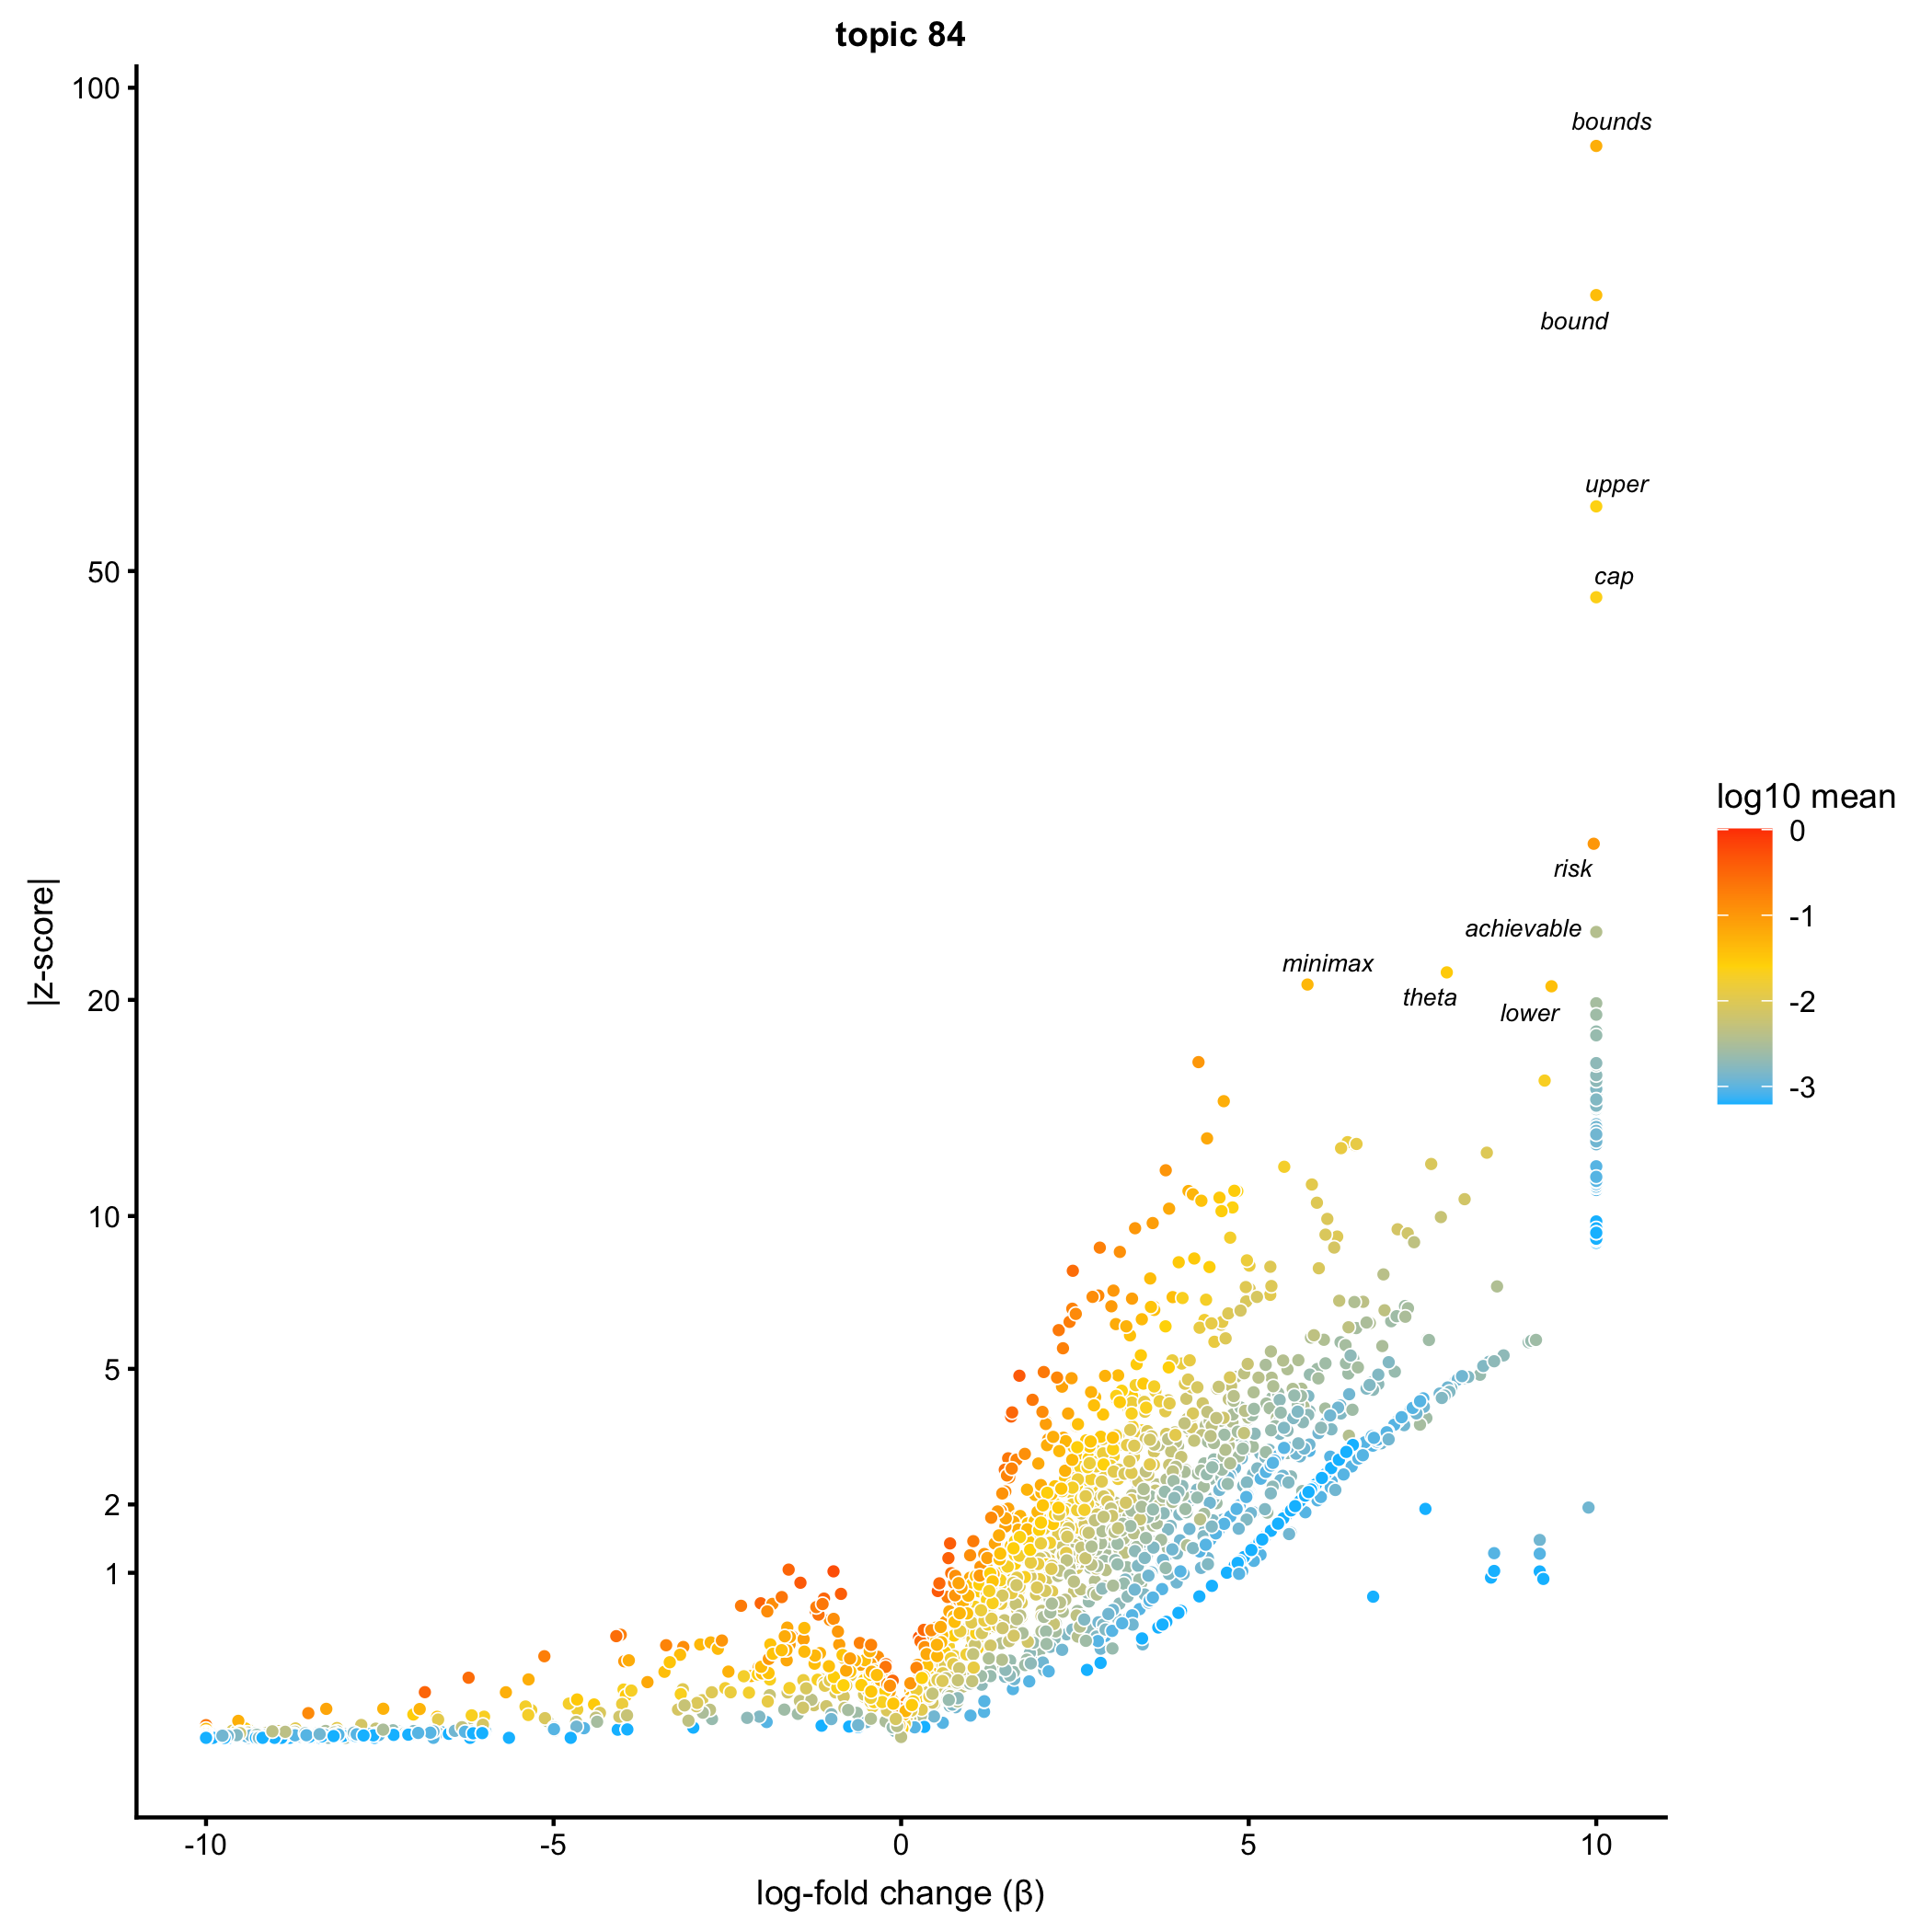 topic 84
100
50
20
10
5
2
1
|z-score|
bounds
bound
upper
cap
risk
achievable
minimax
theta
lower
log10 mean
0
-1
-2
-3
-10
-5
0
5
10
log-fold change (β)